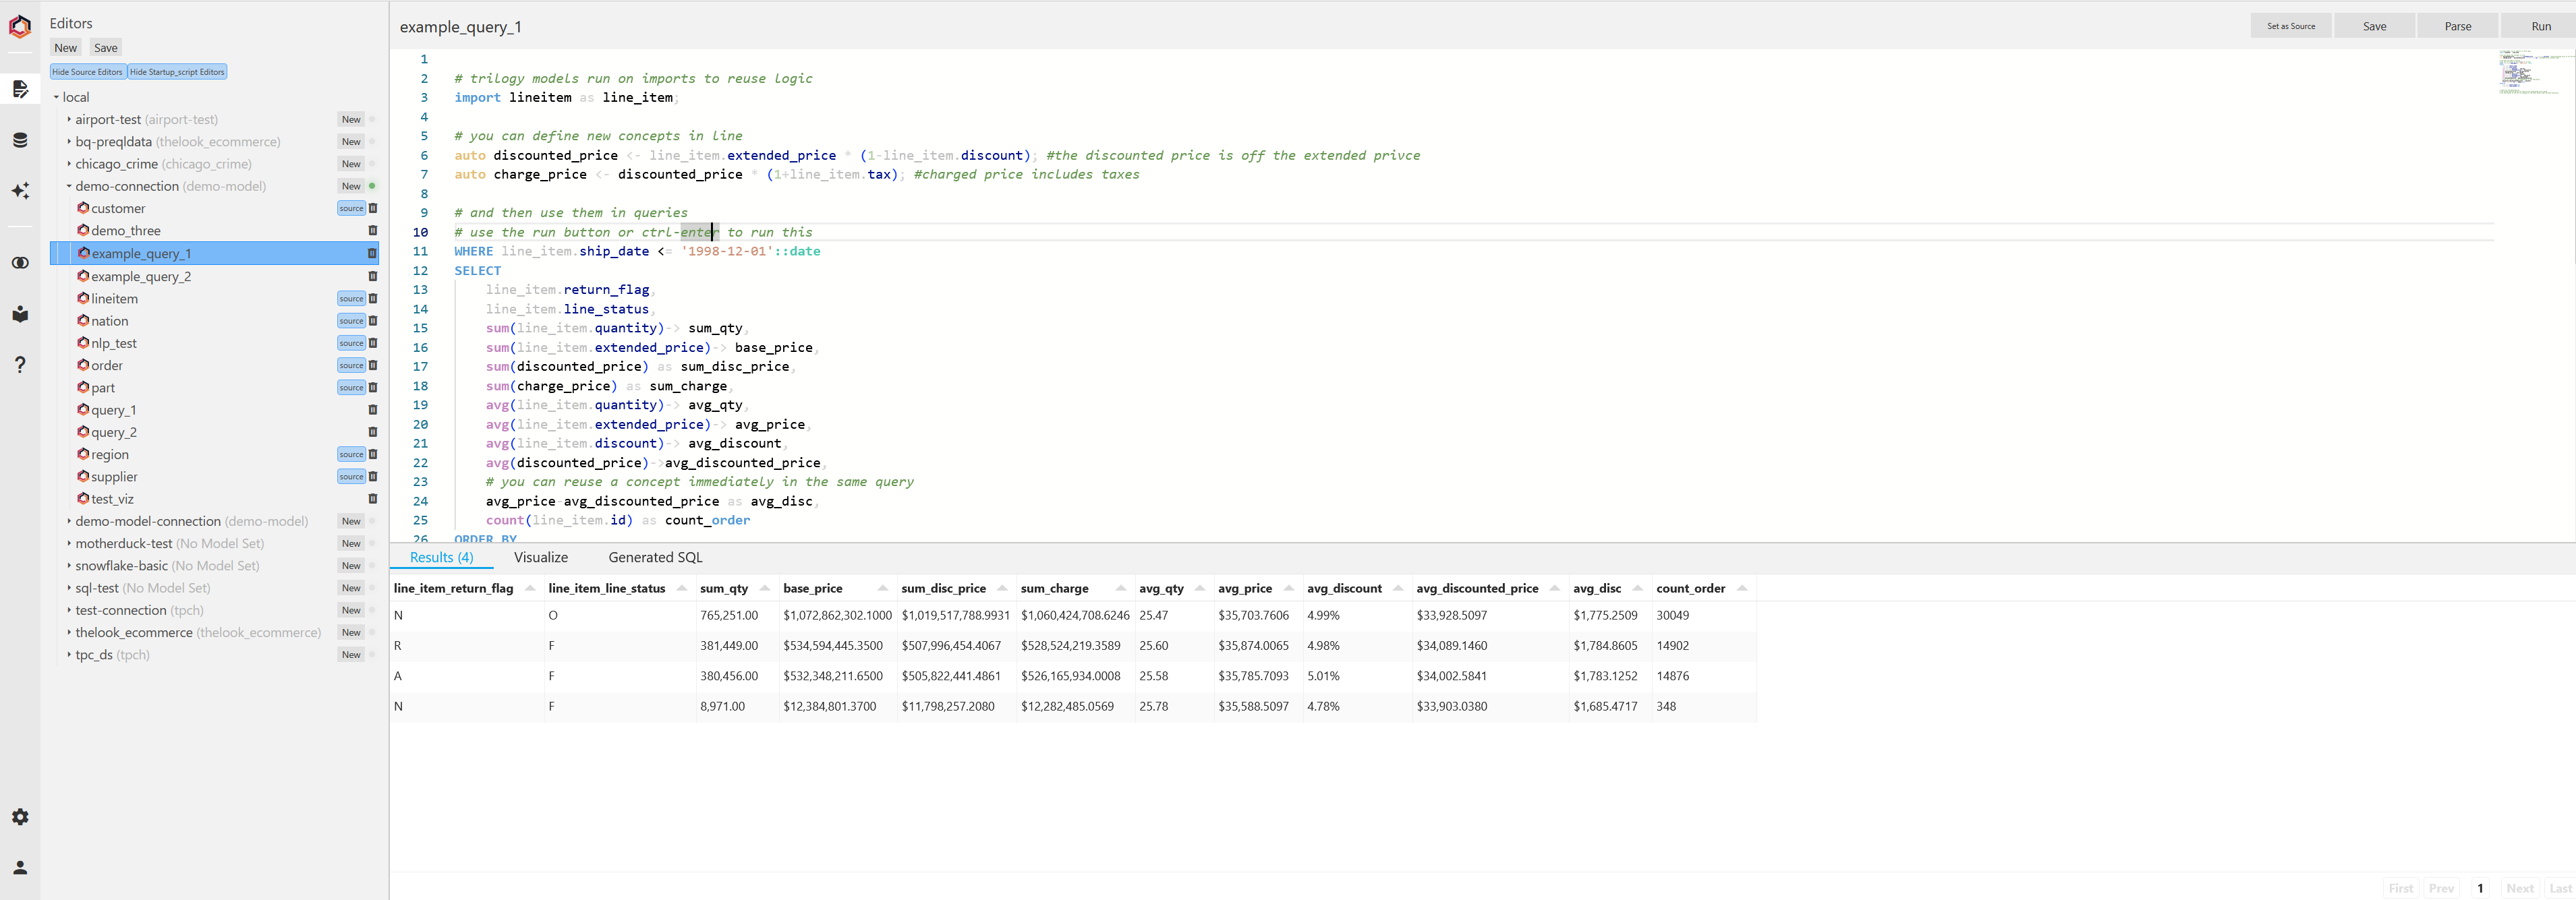 Editors
New Save
Hide Source Editors Hide Startup_script Editors
local
airport-test (airport-test) New
bq-preqldata (thelook_ecommerce) New
chicago_crime (chicago_crime) New
demo-connection (demo-model) New
customer source
demo_three
example_query_1
example_query_2
lineitem source
nation source
nlp_test source
order source
part source
query_1
query_2
region source
supplier source
test_viz
demo-model-connection (demo-model) New
motherduck-test (No Model Set) New
snowflake-basic (No Model Set) New
sql-test (No Model Set) New
test-connection (tpch) New
thelook_ecommerce (thelook_ecommerce) New
tpc_ds (tpch) New
example_query_1
Set as Source Save Parse Run
1
2 # trilogy models run on imports to reuse logic
3 import lineitem as line_item;
4
5 # you can define new concepts in line
6 auto discounted_price <- line_item.extended_price * (1-line_item.discount); #the discounted price is off the extended privce
7 auto charge_price <- discounted_price * (1+line_item.tax); #charged price includes taxes
8
9 # and then use them in queries
10 # use the run button or ctrl-enter to run this
11 WHERE line_item.ship_date <= '1998-12-01'::date
12 SELECT
13 line_item.return_flag,
14 line_item.line_status,
15 sum(line_item.quantity)-> sum_qty,
16 sum(line_item.extended_price)-> base_price,
17 sum(discounted_price) as sum_disc_price,
18 sum(charge_price) as sum_charge,
19 avg(line_item.quantity)-> avg_qty,
20 avg(line_item.extended_price)-> avg_price,
21 avg(line_item.discount)-> avg_discount,
22 avg(discounted_price)->avg_discounted_price,
23 # you can reuse a concept immediately in the same query
24 avg_price-avg_discounted_price as avg_disc,
25 count(line_item.id) as count_order
26 ORDER BY
Results (4) Visualize Generated SQL
line_item_return_flag line_item_line_status sum_qty base_price sum_disc_price sum_charge avg_qty avg_price avg_discount avg_discounted_price avg_disc count_order
N O 765,251.00 $1,072,862,302.1000 $1,019,517,788.9931 $1,060,424,708.6246 25.47 $35,703.7606 4.99% $33,928.5097 $1,775.2509 30049
R F 381,449.00 $534,594,445.3500 $507,996,454.4067 $528,524,219.3589 25.60 $35,874.0065 4.98% $34,089.1460 $1,784.8605 14902
A F 380,456.00 $532,348,211.6500 $505,822,441.4861 $526,165,934.0008 25.58 $35,785.7093 5.01% $34,002.5841 $1,783.1252 14876
N F 8,971.00 $12,384,801.3700 $11,798,257.2080 $12,282,485.0569 25.78 $35,588.5097 4.78% $33,903.0380 $1,685.4717 348
First Prev 1 Next Last